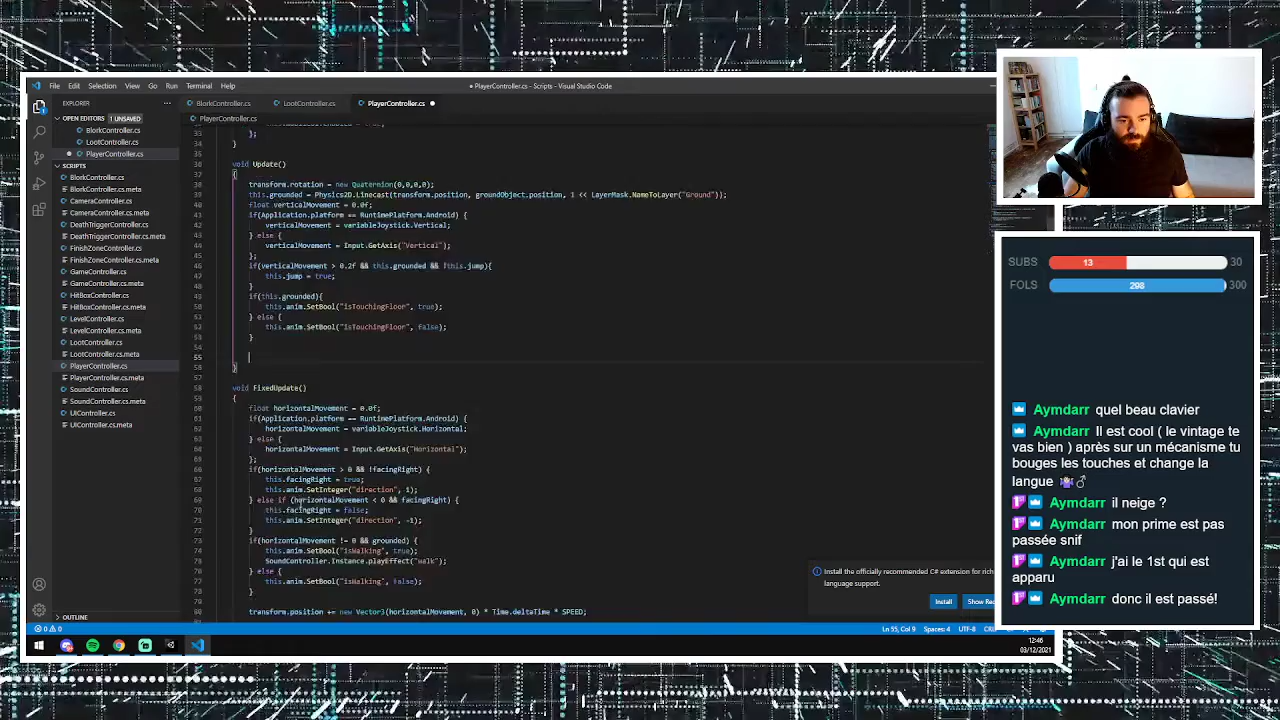 File Edit Selection View Go Run Terminal Help
● PlayerController.cs - Scripts - Visual Studio Code
EXPLORER
OPEN EDITORS 1 UNSAVED
BlorkController.cs
LootController.cs
PlayerController.cs
SCRIPTS
BlorkController.cs
BlorkController.cs.meta
CameraController.cs
CameraController.cs.meta
DeathTriggerController.cs
DeathTriggerController.cs.meta
FinishZoneController.cs
FinishZoneController.cs.meta
GameController.cs
GameController.cs.meta
HitBoxController.cs
HitBoxController.cs.meta
LevelController.cs
LevelController.cs.meta
LootController.cs
LootController.cs.meta
PlayerController.cs
PlayerController.cs.meta
SoundController.cs
SoundController.cs.meta
UIController.cs
UIController.cs.meta
OUTLINE
BlorkController.cs LootController.cs PlayerController.cs ●
PlayerController.cs
33 };
34 }
void Update()
{
transform.rotation = new Quaternion(0,0,0,0);
this.grounded = Physics2D.Linecast(transform.position, groundObject.position, 1 << LayerMask.NameToLayer("Ground"));
float verticalMovement = 0.0f;
if(Application.platform == RuntimePlatform.Android) {
verticalMovement = variableJoystick.Vertical;
} else {
verticalMovement = Input.GetAxis("Vertical");
};
if(verticalMovement > 0.2f && this.grounded && !this.jump){
this.jump = true;
}
if(this.grounded){
this.anim.SetBool("isTouchingFloor", true);
} else {
this.anim.SetBool("isTouchingFloor", false);
}
}
void FixedUpdate()
{
float horizontalMovement = 0.0f;
if(Application.platform == RuntimePlatform.Android) {
horizontalMovement = variableJoystick.Horizontal;
} else {
horizontalMovement = Input.GetAxis("Horizontal");
};
if(horizontalMovement > 0 && !facingRight) {
this.facingRight = true;
this.anim.SetInteger("direction", 1);
} else if (horizontalMovement < 0 && facingRight) {
this.facingRight = false;
this.anim.SetInteger("direction", -1);
}
if(horizontalMovement != 0 && grounded) {
this.anim.SetBool("isWalking", true);
SoundController.Instance.playEffect("walk");
} else {
this.anim.SetBool("isWalking", false);
}
transform.position += new Vector3(horizontalMovement, 0) * Time.deltaTime * SPEED;
Install the officially recommended C# extension for rich
language support.
Install Show Rec
0 0
Ln 55, Col 9 Spaces: 4 UTF-8
12:46
03/12/2021
SUBS 13 30
FOLS 298 300
Aymdarr quel beau clavier
Aymdarr Il est cool ( le vintage te
vas bien ) après sur un mécanisme tu
bouges les touches et change la
langue
Aymdarr il neige ?
Aymdarr mon prime est pas
passée snif
Aymdarr j'ai le 1st qui est
apparu
Aymdarr donc il est passé!